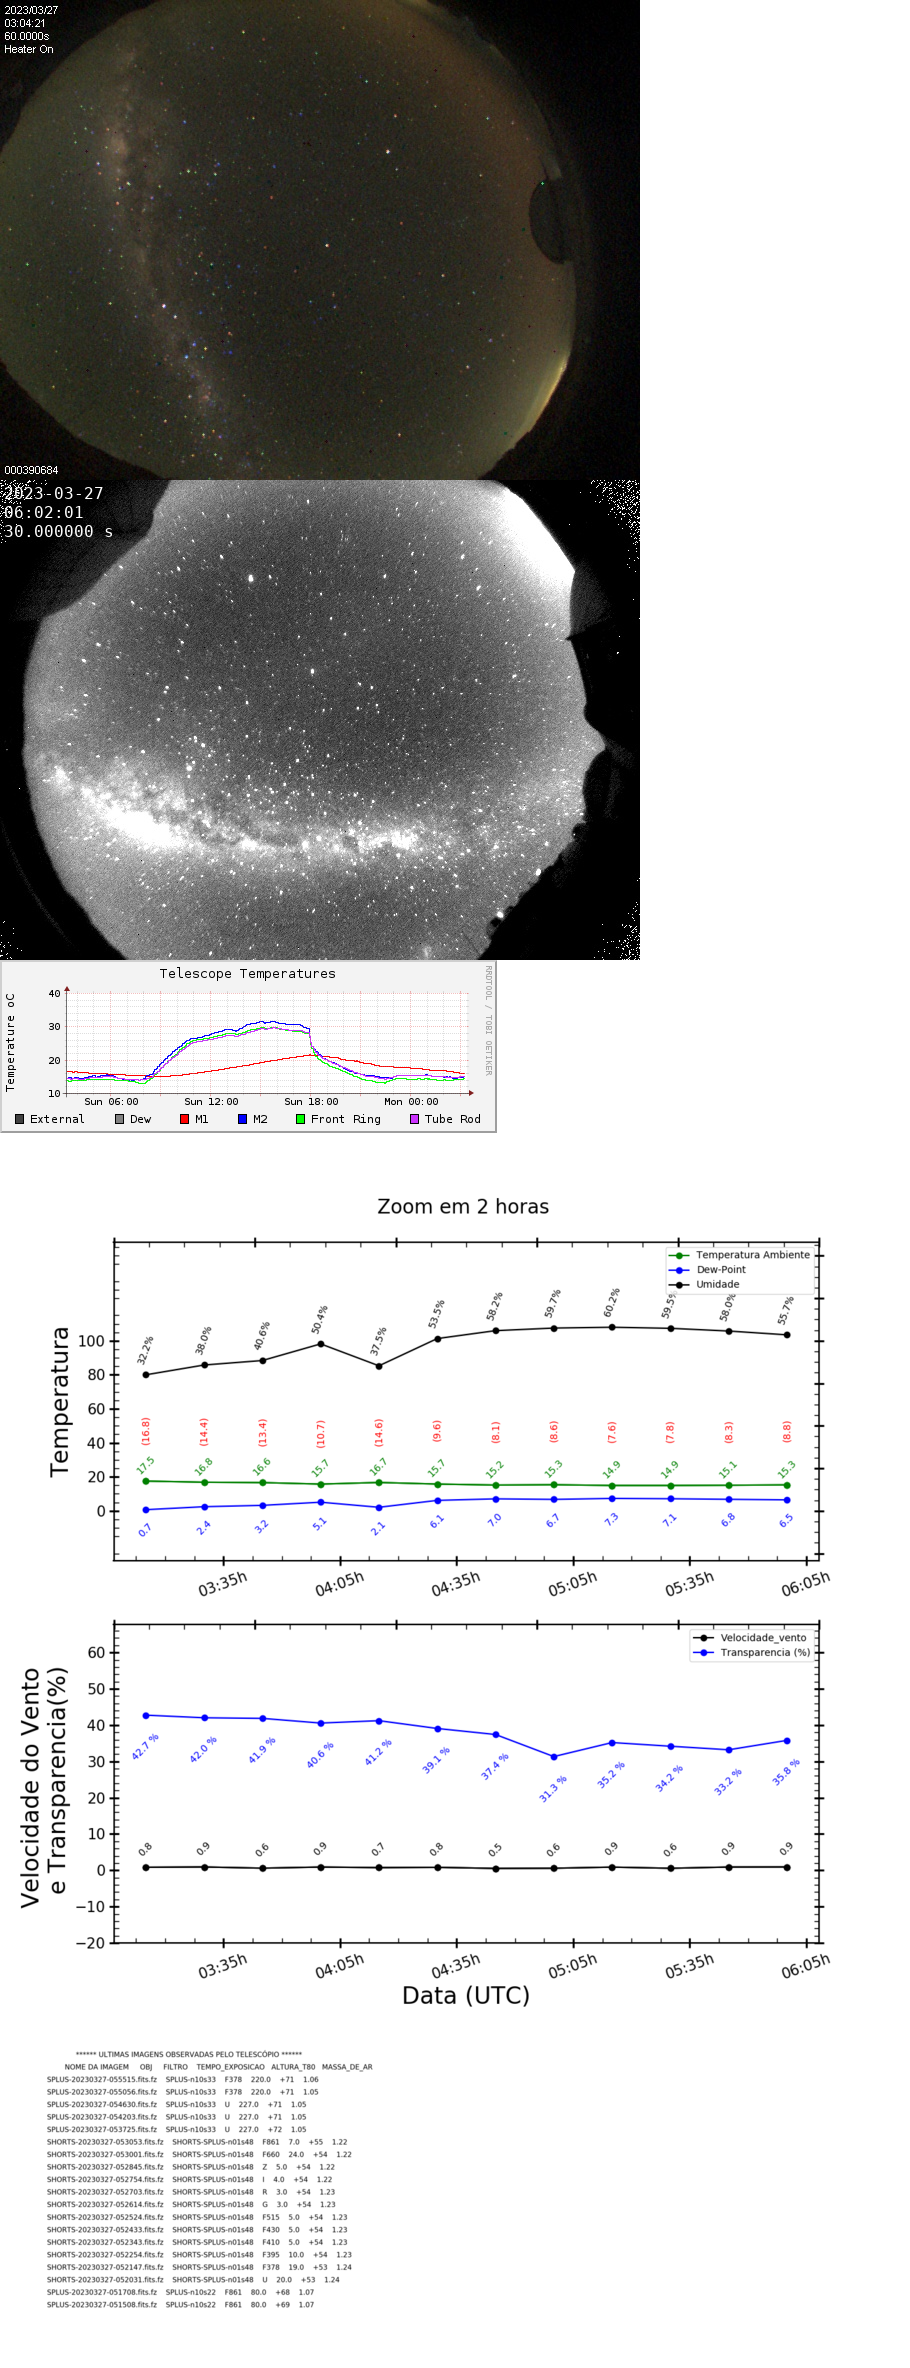 2023/03/27
03:04:21
60.0000s
Heater On
000390684
2023-03-27
06:02:01
30.000000 s
Telescope Temperatures
RRDTOOL / TOBI OETIKER
Temperature oC
40
30
20
10
Sun 06:00 Sun 12:00 Sun 18:00 Mon 00:00
External Dew M1 M2 Front Ring Tube Rod
Zoom em 2 horas
Temperatura Ambiente
Dew-Point
Umidade
Temperatura
100
80
60
40
20
0
32.2% 38.0% 40.6% 50.4% 37.5% 53.5% 58.2% 59.7% 60.2% 59.5% 58.0% 55.7%
(16.8) (14.4) (13.4) (10.7) (14.6) (9.6) (8.1) (8.6) (7.6) (7.8) (8.3) (8.8)
17.5 16.8 16.6 15.7 16.7 15.7 15.2 15.3 14.9 14.9 15.1 15.3
0.7 2.4 3.2 5.1 2.1 6.1 7.0 6.7 7.3 7.1 6.8 6.5
03:35h 04:05h 04:35h 05:05h 05:35h 06:05h
Velocidade_vento
Transparencia (%)
Velocidade do Vento
e Transparencia(%)
60
50
40
30
20
10
0
−10
−20
42.7 % 42.0 % 41.9 % 40.6 % 41.2 % 39.1 % 37.4 % 31.3 % 35.2 % 34.2 % 33.2 % 35.8 %
0.8 0.9 0.6 0.9 0.7 0.8 0.5 0.6 0.9 0.6 0.9 0.9
03:35h 04:05h 04:35h 05:05h 05:35h 06:05h
Data (UTC)
****** ULTIMAS IMAGENS OBSERVADAS PELO TELESCÓPIO ******
NOME DA IMAGEM OBJ FILTRO TEMPO_EXPOSICAO ALTURA_T80 MASSA_DE_AR
SPLUS-20230327-055515.fits.fz SPLUS-n10s33 F378 220.0 +71 1.06
SPLUS-20230327-055056.fits.fz SPLUS-n10s33 F378 220.0 +71 1.05
SPLUS-20230327-054630.fits.fz SPLUS-n10s33 U 227.0 +71 1.05
SPLUS-20230327-054203.fits.fz SPLUS-n10s33 U 227.0 +71 1.05
SPLUS-20230327-053725.fits.fz SPLUS-n10s33 U 227.0 +72 1.05
SHORTS-20230327-053053.fits.fz SHORTS-SPLUS-n01s48 F861 7.0 +55 1.22
SHORTS-20230327-053001.fits.fz SHORTS-SPLUS-n01s48 F660 24.0 +54 1.22
SHORTS-20230327-052845.fits.fz SHORTS-SPLUS-n01s48 Z 5.0 +54 1.22
SHORTS-20230327-052754.fits.fz SHORTS-SPLUS-n01s48 I 4.0 +54 1.22
SHORTS-20230327-052703.fits.fz SHORTS-SPLUS-n01s48 R 3.0 +54 1.23
SHORTS-20230327-052614.fits.fz SHORTS-SPLUS-n01s48 G 3.0 +54 1.23
SHORTS-20230327-052524.fits.fz SHORTS-SPLUS-n01s48 F515 5.0 +54 1.23
SHORTS-20230327-052433.fits.fz SHORTS-SPLUS-n01s48 F430 5.0 +54 1.23
SHORTS-20230327-052343.fits.fz SHORTS-SPLUS-n01s48 F410 5.0 +54 1.23
SHORTS-20230327-052254.fits.fz SHORTS-SPLUS-n01s48 F395 10.0 +54 1.23
SHORTS-20230327-052147.fits.fz SHORTS-SPLUS-n01s48 F378 19.0 +53 1.24
SHORTS-20230327-052031.fits.fz SHORTS-SPLUS-n01s48 U 20.0 +53 1.24
SPLUS-20230327-051708.fits.fz SPLUS-n10s22 F861 80.0 +68 1.07
SPLUS-20230327-051508.fits.fz SPLUS-n10s22 F861 80.0 +69 1.07